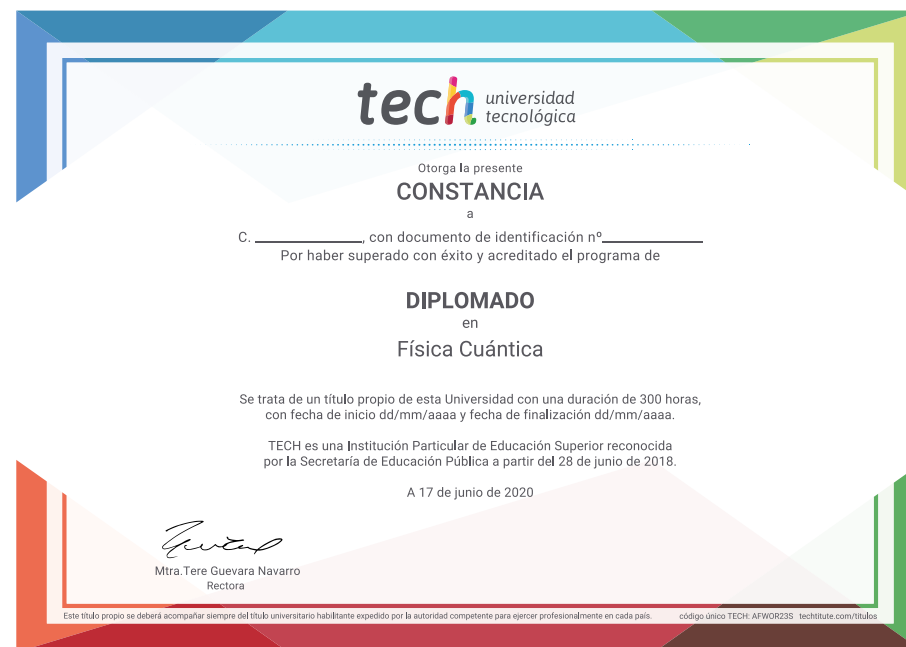 tech universidad
tecnológica
Otorga la presente
CONSTANCIA
a
C. ____________, con documento de identificación nº____________
Por haber superado con éxito y acreditado el programa de
DIPLOMADO
en
Física Cuántica
Se trata de un título propio de esta Universidad con una duración de 300 horas,
con fecha de inicio dd/mm/aaaa y fecha de finalización dd/mm/aaaa.
TECH es una Institución Particular de Educación Superior reconocida
por la Secretaría de Educación Pública a partir del 28 de junio de 2018.
A 17 de junio de 2020
Mtra.Tere Guevara Navarro
Rectora
Este título propio se deberá acompañar siempre del título universitario habilitante expedido por la autoridad competente para ejercer profesionalmente en cada país. código único TECH: AFWOR23S techtitute.com/titulos